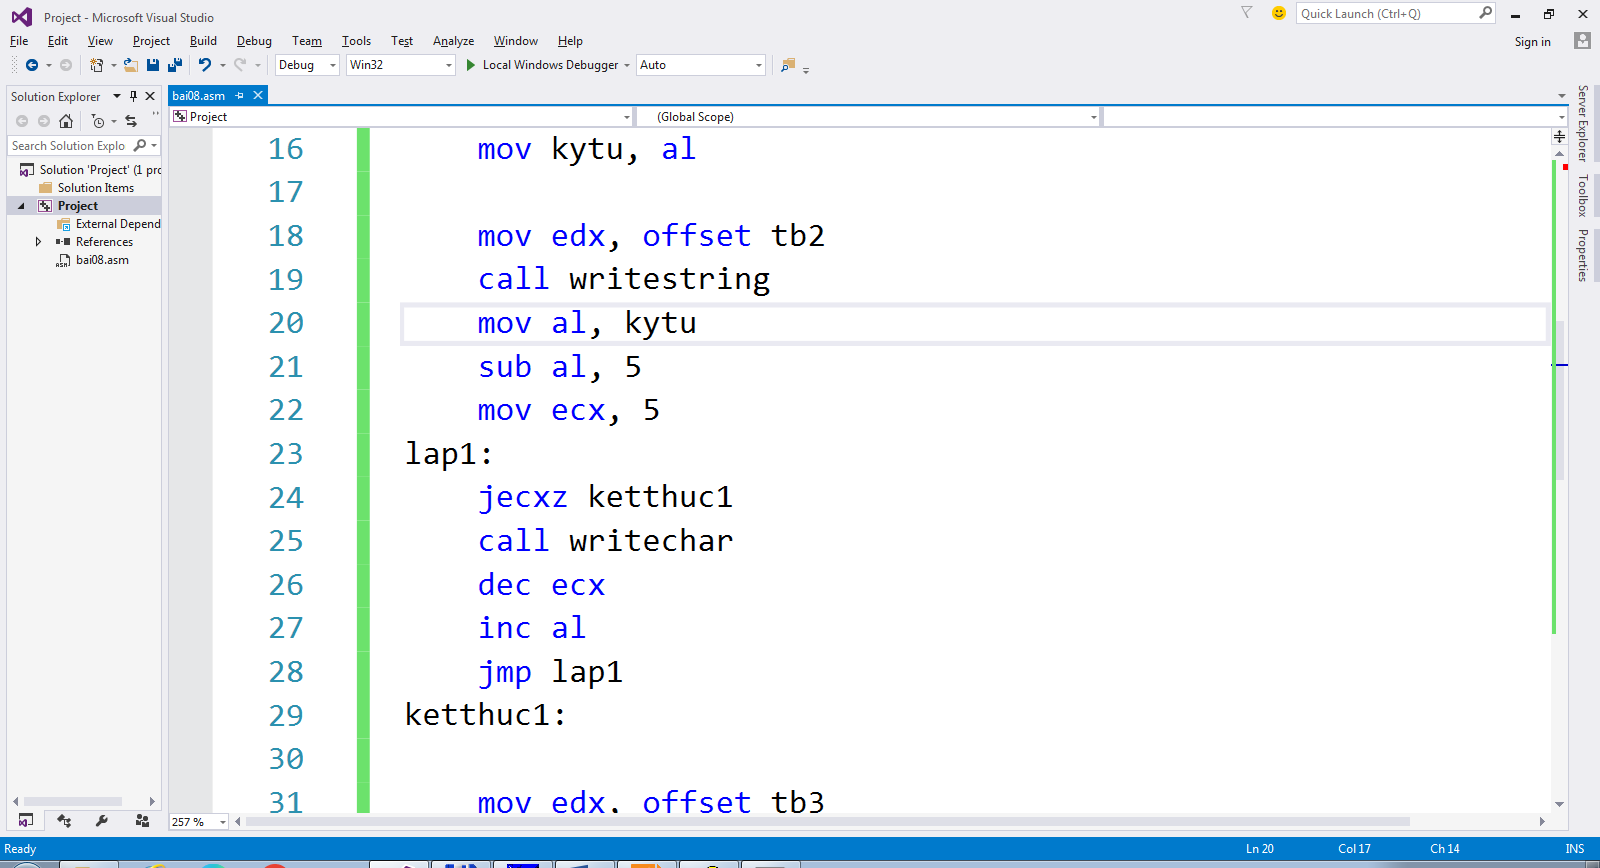 Project - Microsoft Visual Studio
Quick Launch (Ctrl+Q)
File Edit View Project Build Debug Team Tools Test Analyze Window Help
Sign in
Debug Win32 Local Windows Debugger Auto
Solution Explorer
bai08.asm
Project (Global Scope)
Search Solution Explo
Solution 'Project' (1 pro
Solution Items
Project
External Depend
References
bai08.asm
16 mov kytu, al
17
18 mov edx, offset tb2
19 call writestring
20 mov al, kytu
21 sub al, 5
22 mov ecx, 5
23 lap1:
24 jecxz ketthuc1
25 call writechar
26 dec ecx
27 inc al
28 jmp lap1
29 ketthuc1:
30
31 mov edx, offset tb3
Server Explorer
Toolbox
Properties
257 %
Ready Ln 20 Col 17 Ch 14 INS